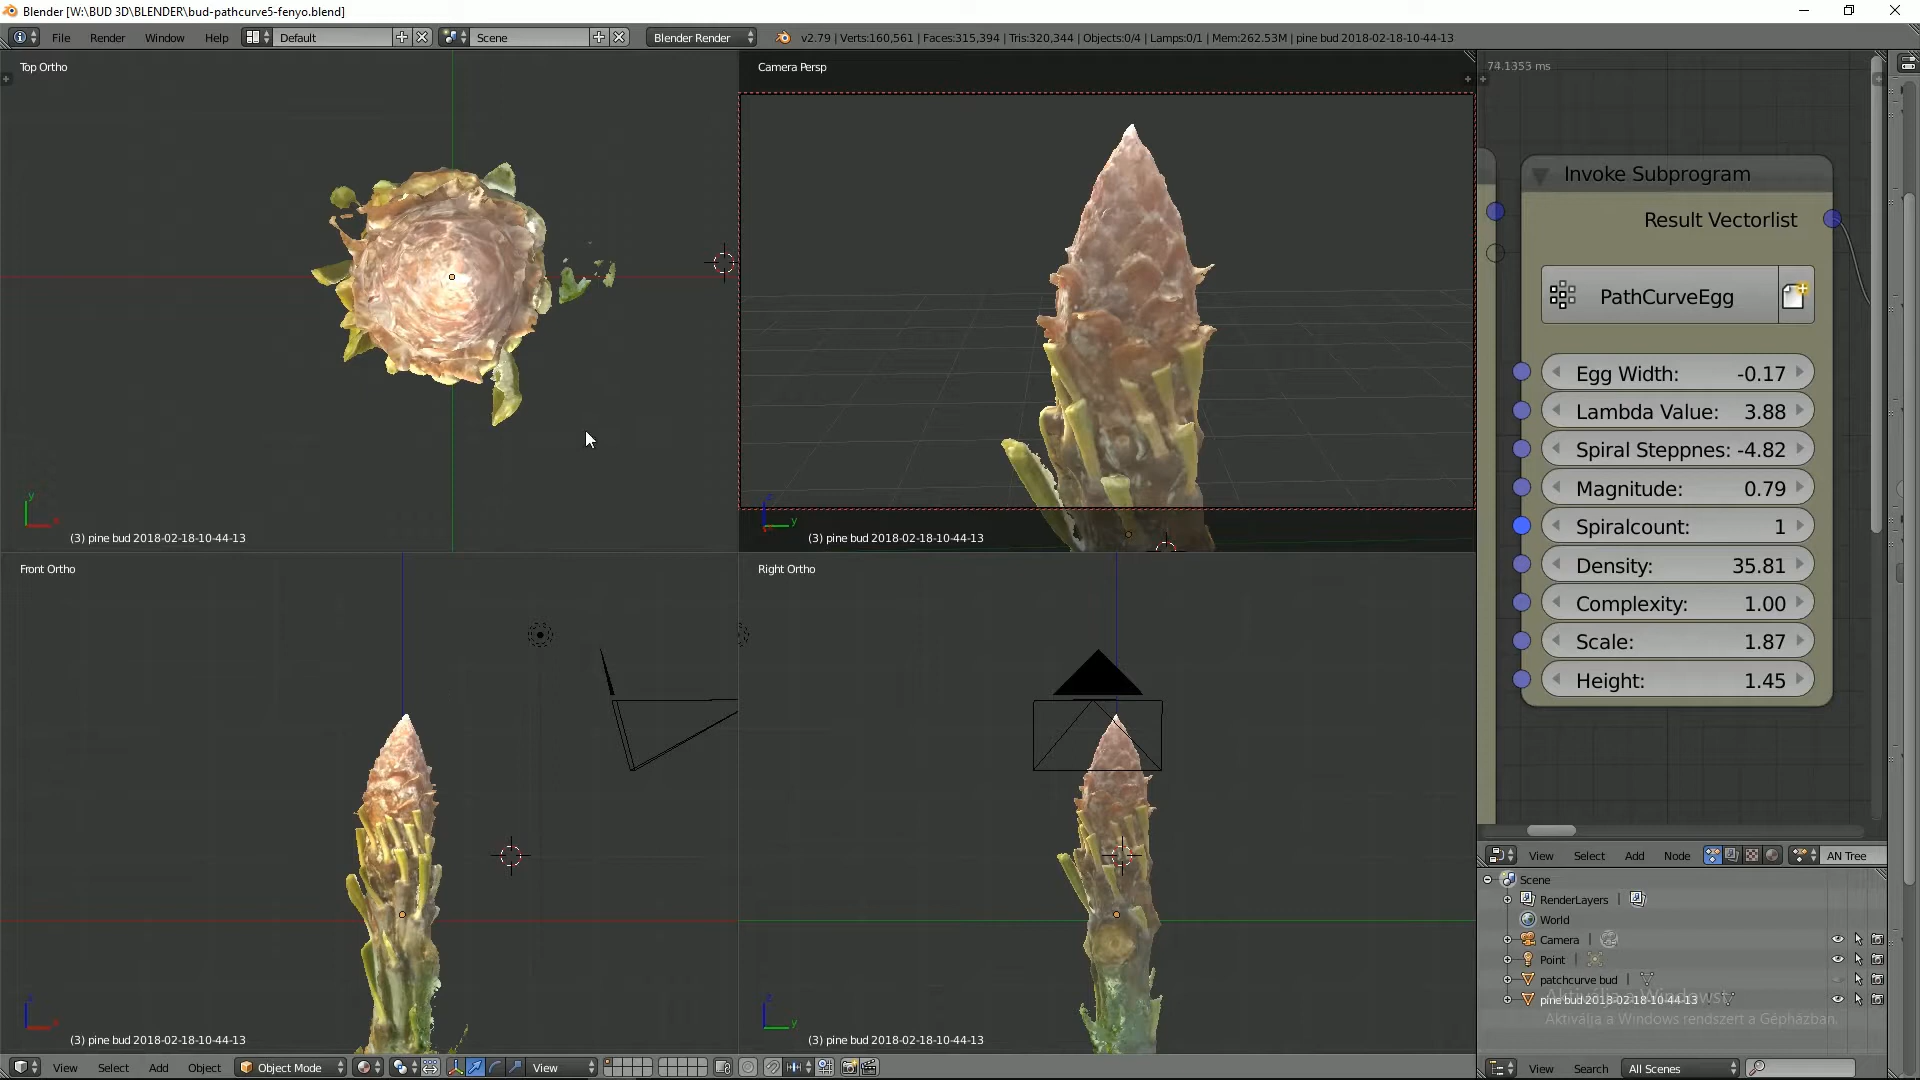 Blender [W:\BUD 3D\BLENDER\bud-pathcurve5-fenyo.blend]
File Render Window Help Default Scene Blender Render v2.79 | Verts:160,561 | Faces:315,394 | Tris:320,344 | Objects:0/4 | Lamps:0/1 | Mem:262.53M | pine bud 2018-02-18-10-44-13
Top Ortho
Camera Persp
74.1353 ms
Invoke Subprogram
Result Vectorlist
PathCurveEgg
Egg Width: -0.17
Lambda Value: 3.88
Spiral Steppnes: -4.82
Magnitude: 0.79
Spiralcount: 1
Density: 35.81
Complexity: 1.00
Scale: 1.87
Height: 1.45
y
x
(3) pine bud 2018-02-18-10-44-13
z
y
(3) pine bud 2018-02-18-10-44-13
Front Ortho
Right Ortho
View Select Add Node AN Tree
Scene
RenderLayers
World
Camera
Point
patchcurve bud
pine bud 2018-02-18-10-44-13
Aktiválja a Windowst
Aktiválja a Windows rendszert a Gépházban.
z
x
(3) pine bud 2018-02-18-10-44-13
z
y
(3) pine bud 2018-02-18-10-44-13
View Select Add Object Object Mode View
View Search All Scenes